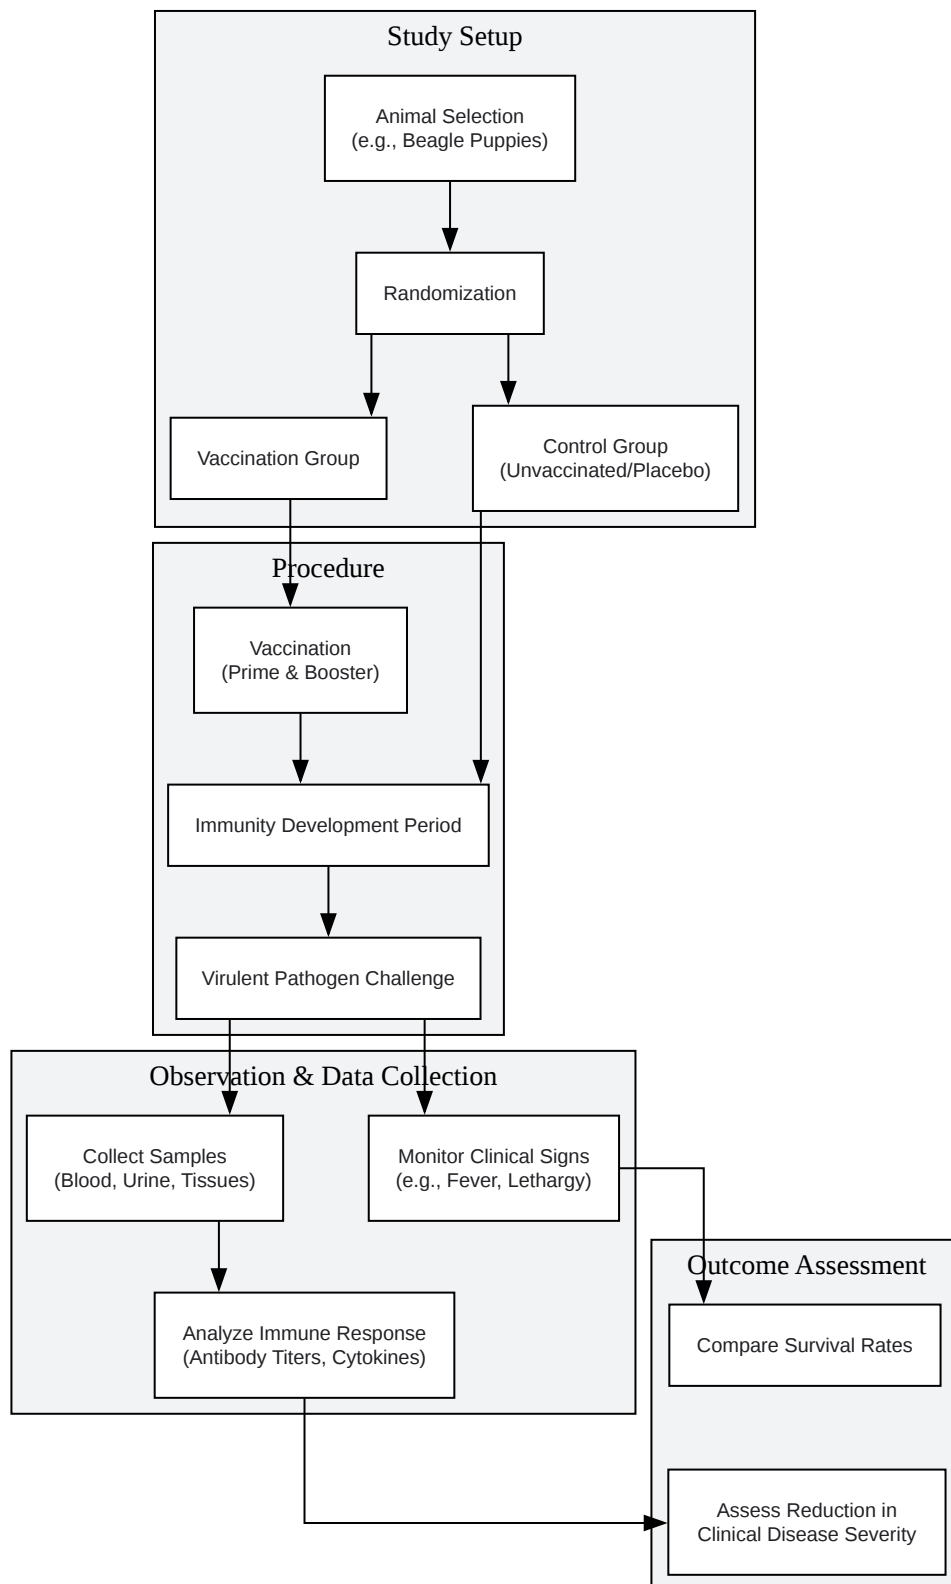 Study Setup
Animal Selection
(e.g., Beagle Puppies)
Randomization
Vaccination Group
Control Group
(Unvaccinated/Placebo)
Procedure
Vaccination
(Prime & Booster)
Immunity Development Period
Virulent Pathogen Challenge
Observation & Data Collection
Collect Samples
(Blood, Urine, Tissues)
Monitor Clinical Signs
(e.g., Fever, Lethargy)
Analyze Immune Response
(Antibody Titers, Cytokines)
Outcome Assessment
Compare Survival Rates
Assess Reduction in
Clinical Disease Severity